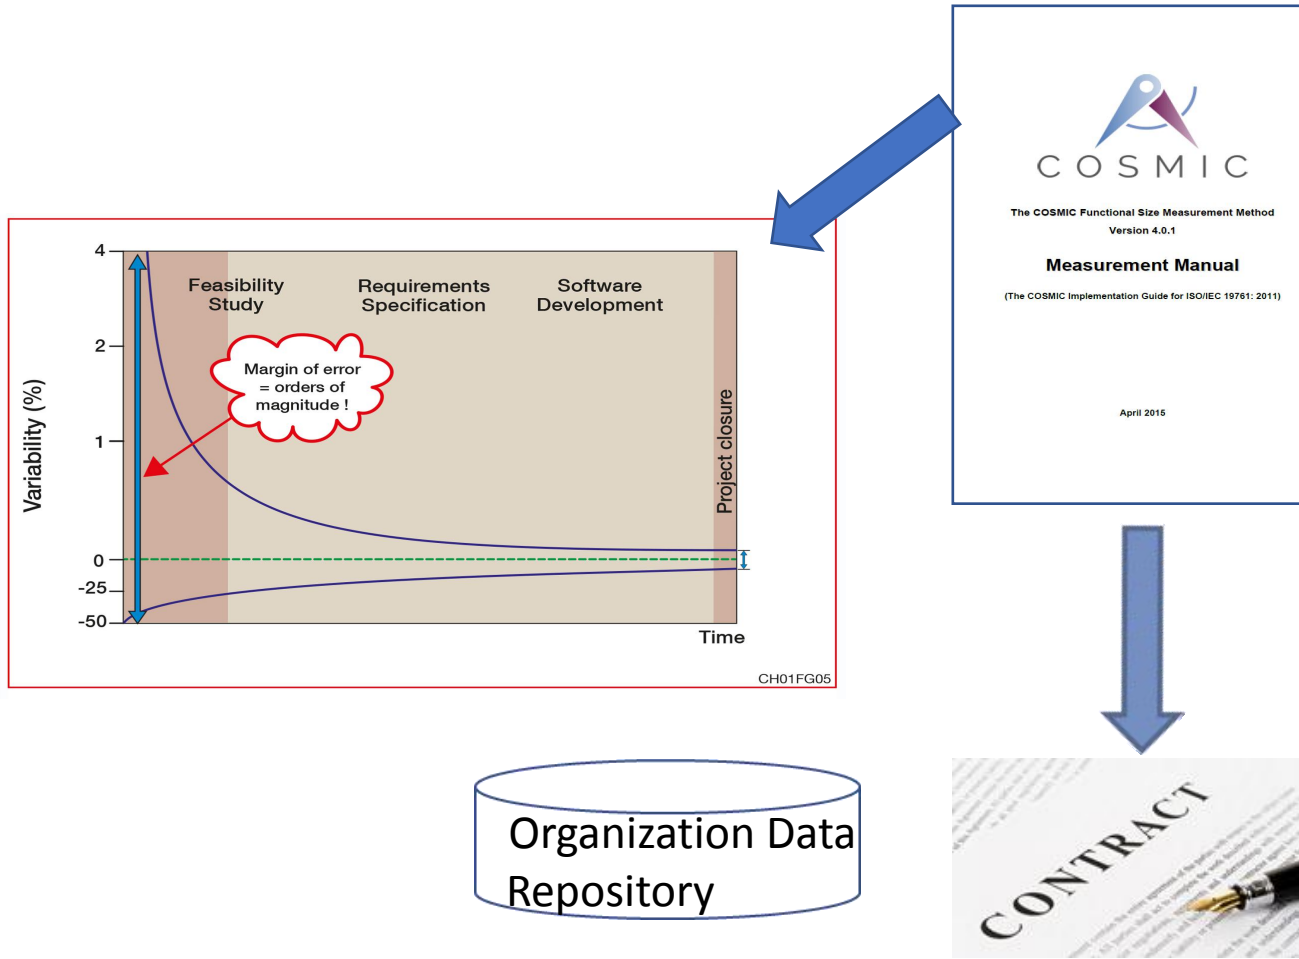 COSMIC
The COSMIC Functional Size Measurement Method
Version 4.0.1
Measurement Manual
(The COSMIC Implementation Guide for ISO/IEC 19761: 2011)
April 2015
4
2
1
0
-25
-50
Variability (%)
Feasibility
Study
Requirements
Specification
Software
Development
Margin of error
= orders of
magnitude !
Project closure
Time
CH01FG05
Organization Data
Repository
CONTRACT